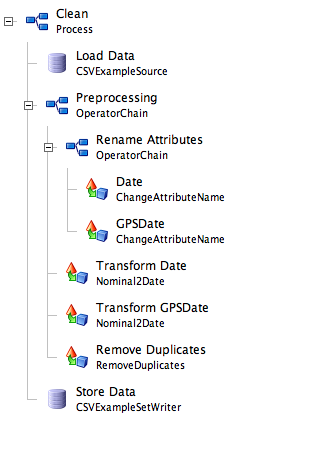 Clean
Process
Load Data
CSVExampleSource
Preprocessing
OperatorChain
Rename Attributes
OperatorChain
Date
ChangeAttributeName
GPSDate
ChangeAttributeName
Transform Date
Nominal2Date
Transform GPSDate
Nominal2Date
Remove Duplicates
RemoveDuplicates
Store Data
CSVExampleSetWriter